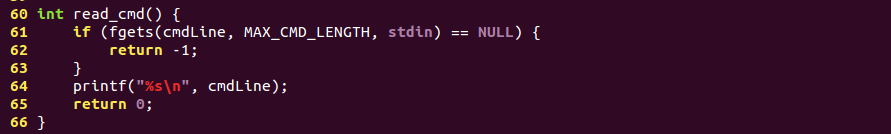 60 int read_cmd() {
61     if (fgets(cmdLine, MAX_CMD_LENGTH, stdin) == NULL) {
62         return -1;
63     }
64     printf("%s\n", cmdLine);
65     return 0;
66 }